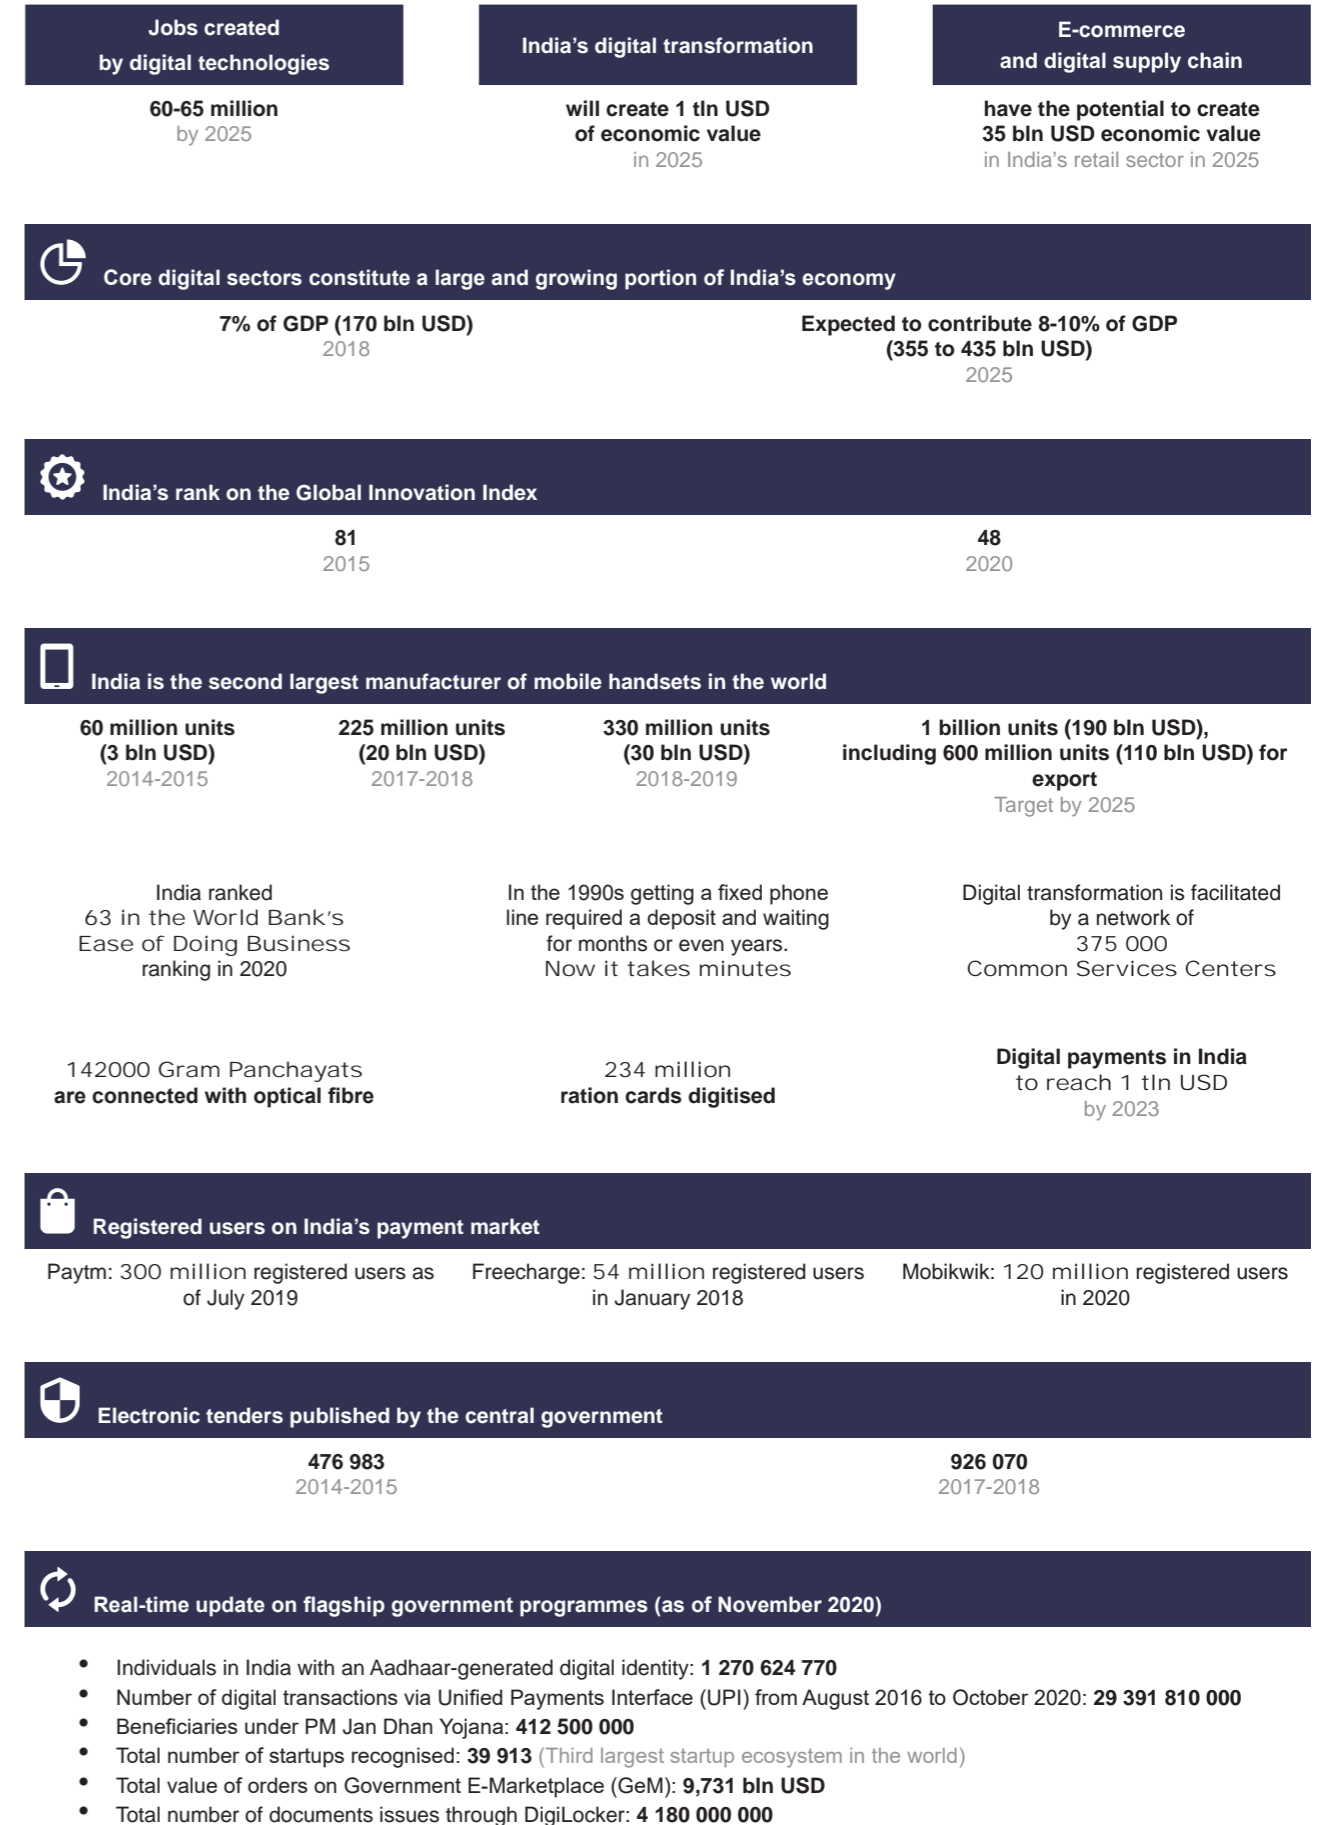 Jobs created
by digital technologies
60-65 million
by 2025
India's digital transformation
will create 1 tln USD
of economic value
in 2025
E-commerce
and digital supply chain
have the potential to create
35 bln USD economic value
in India's retail sector in 2025
Core digital sectors constitute a large and growing portion of India's economy
7% of GDP (170 bln USD)
2018
Expected to contribute 8-10% of GDP
(355 to 435 bln USD)
2025
India's rank on the Global Innovation Index
81
2015
48
2020
India is the second largest manufacturer of mobile handsets in the world
60 million units
(3 bln USD)
2014-2015
225 million units
(20 bln USD)
2017-2018
330 million units
(30 bln USD)
2018-2019
1 billion units (190 bln USD),
including 600 million units (110 bln USD) for
export
Target by 2025
India ranked
63 in the World Bank's
Ease of Doing Business
ranking in 2020
In the 1990s getting a fixed phone
line required a deposit and waiting
for months or even years.
Now it takes minutes
Digital transformation is facilitated
by a network of
375 000
Common Services Centers
142000 Gram Panchayats
are connected with optical fibre
234 million
ration cards digitised
Digital payments in India
to reach 1 tln USD
by 2023
Registered users on India's payment market
Paytm: 300 million registered users as
of July 2019
Freecharge: 54 million registered users
in January 2018
Mobikwik: 120 million registered users
in 2020
Electronic tenders published by the central government
476 983
2014-2015
926 070
2017-2018
Real-time update on flagship government programmes (as of November 2020)
• Individuals in India with an Aadhaar-generated digital identity: 1 270 624 770
• Number of digital transactions via Unified Payments Interface (UPI) from August 2016 to October 2020: 29 391 810 000
• Beneficiaries under PM Jan Dhan Yojana: 412 500 000
• Total number of startups recognised: 39 913 (Third largest startup ecosystem in the world)
• Total value of orders on Government E-Marketplace (GeM): 9,731 bln USD
• Total number of documents issues through DigiLocker: 4 180 000 000